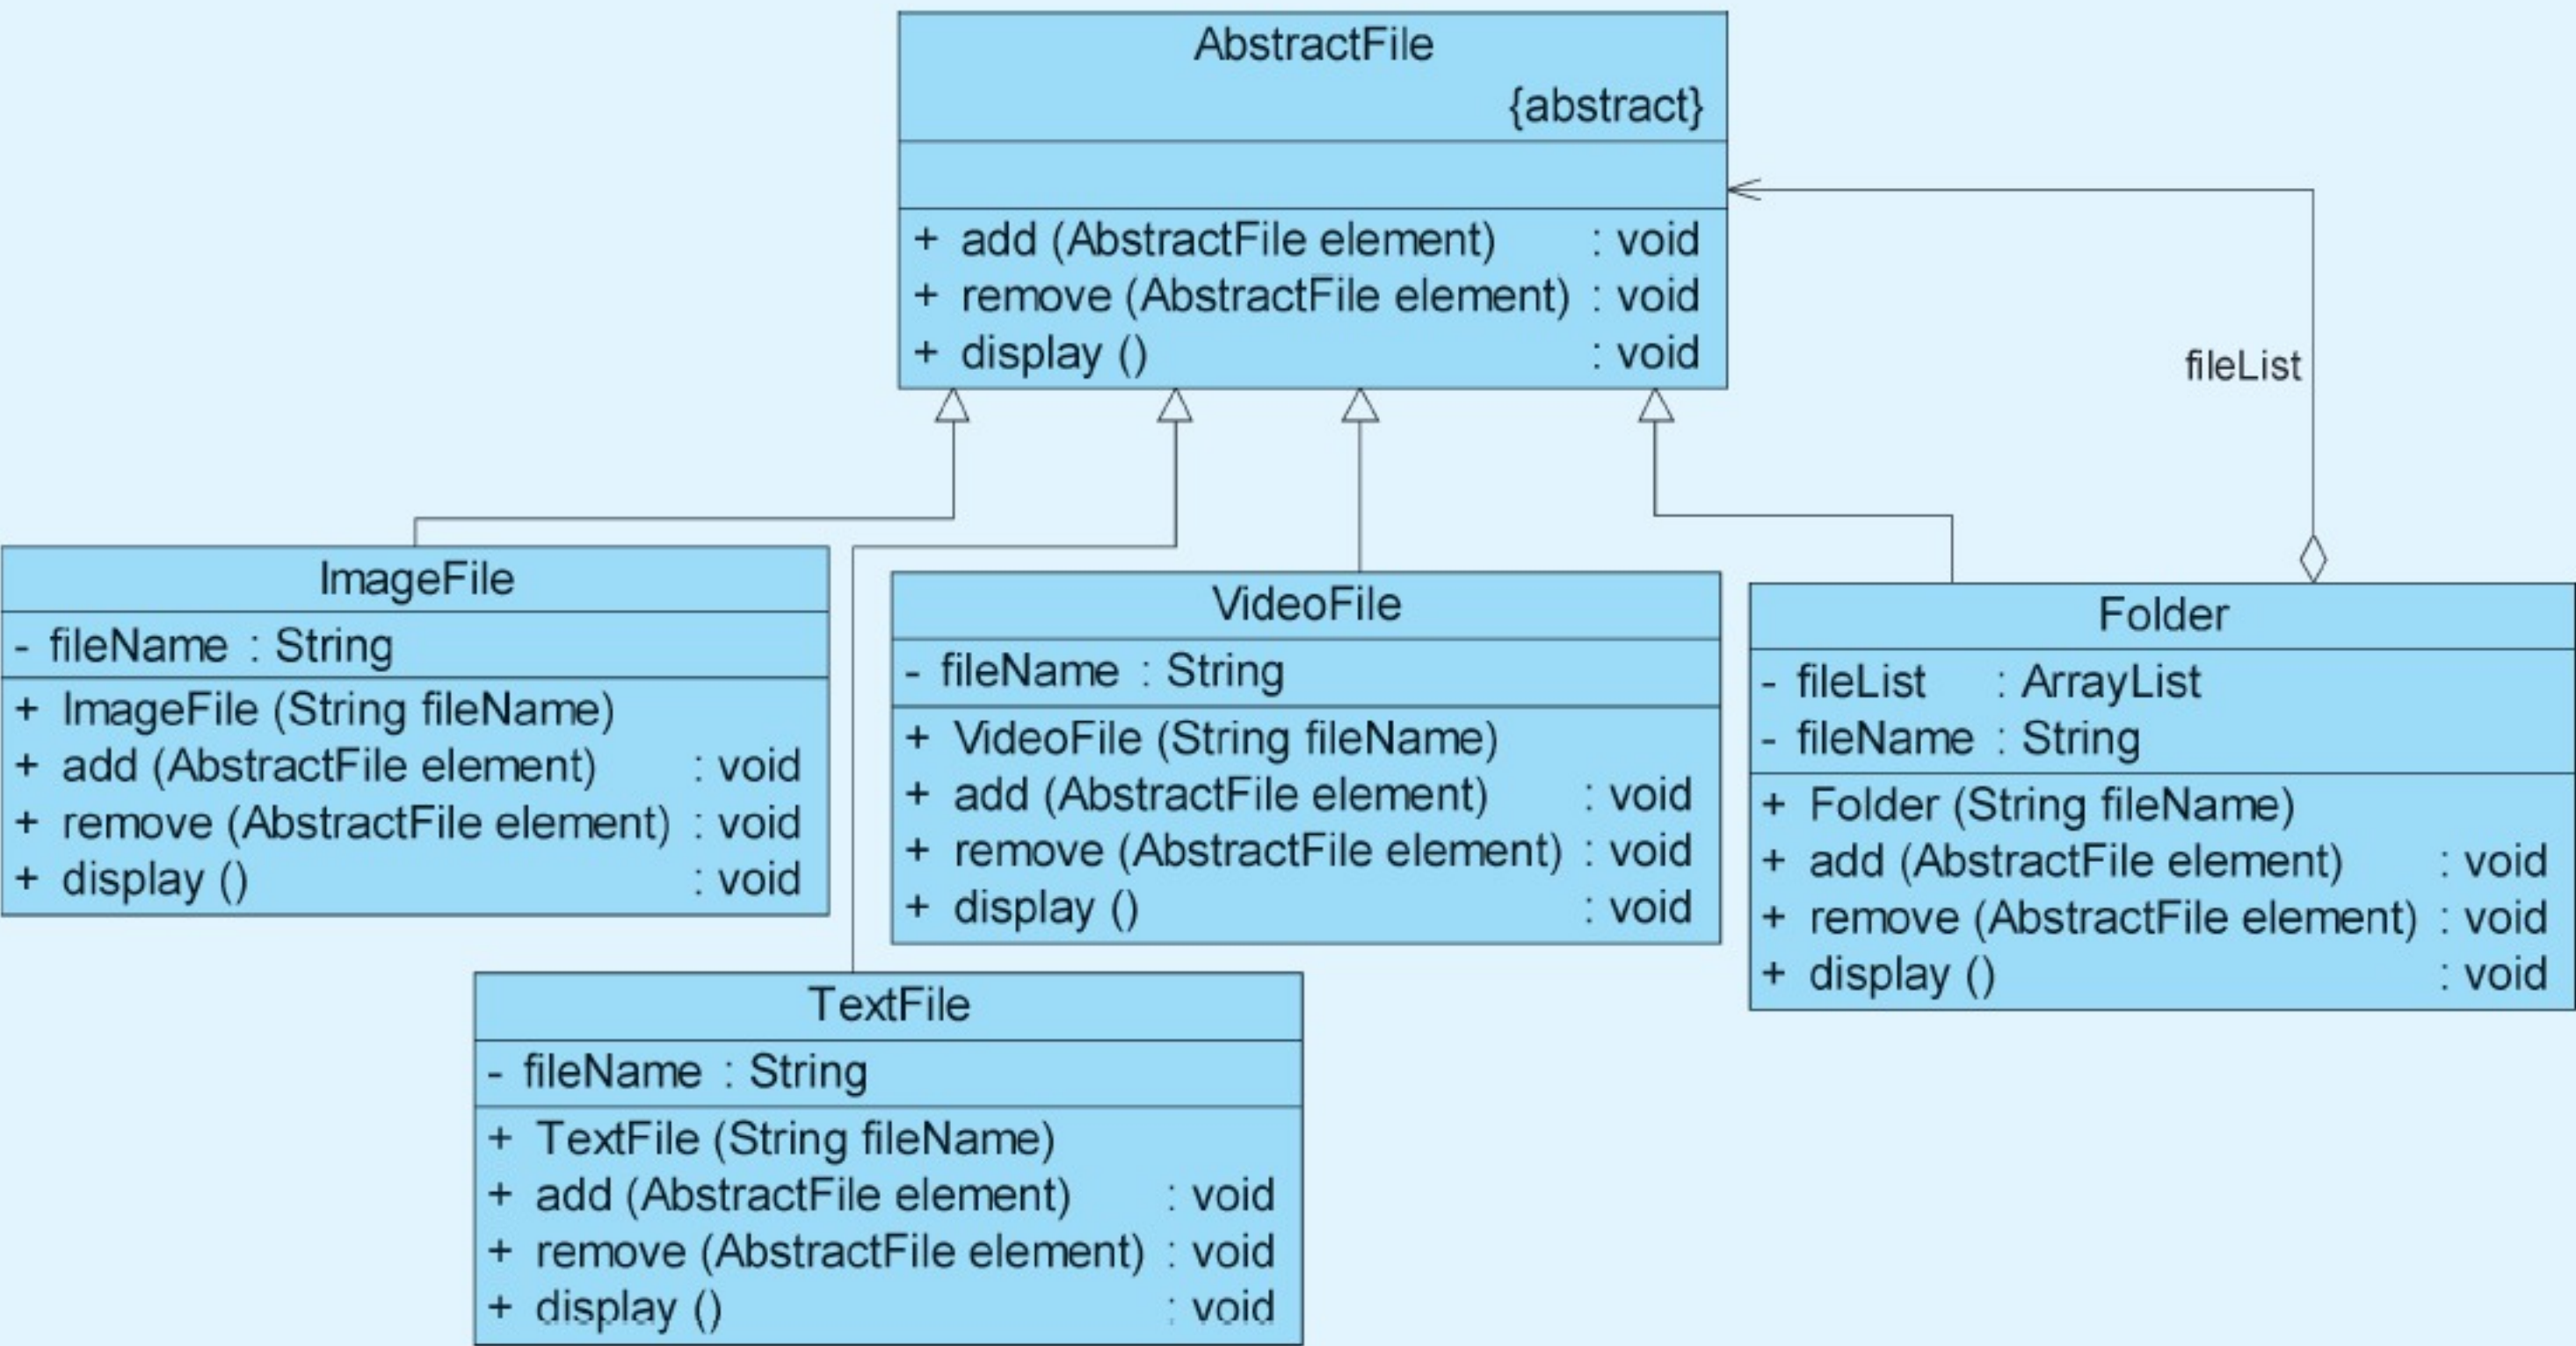 AbstractFile
{abstract}
+ add (AbstractFile element) : void
+ remove (AbstractFile element) : void
+ display () : void
fileList
ImageFile
- fileName : String
+ ImageFile (String fileName)
+ add (AbstractFile element) : void
+ remove (AbstractFile element) : void
+ display () : void
VideoFile
- fileName : String
+ VideoFile (String fileName)
+ add (AbstractFile element) : void
+ remove (AbstractFile element) : void
+ display () : void
Folder
- fileList : ArrayList
- fileName : String
+ Folder (String fileName)
+ add (AbstractFile element) : void
+ remove (AbstractFile element) : void
+ display () : void
TextFile
- fileName : String
+ TextFile (String fileName)
+ add (AbstractFile element) : void
+ remove (AbstractFile element) : void
+ display () : void